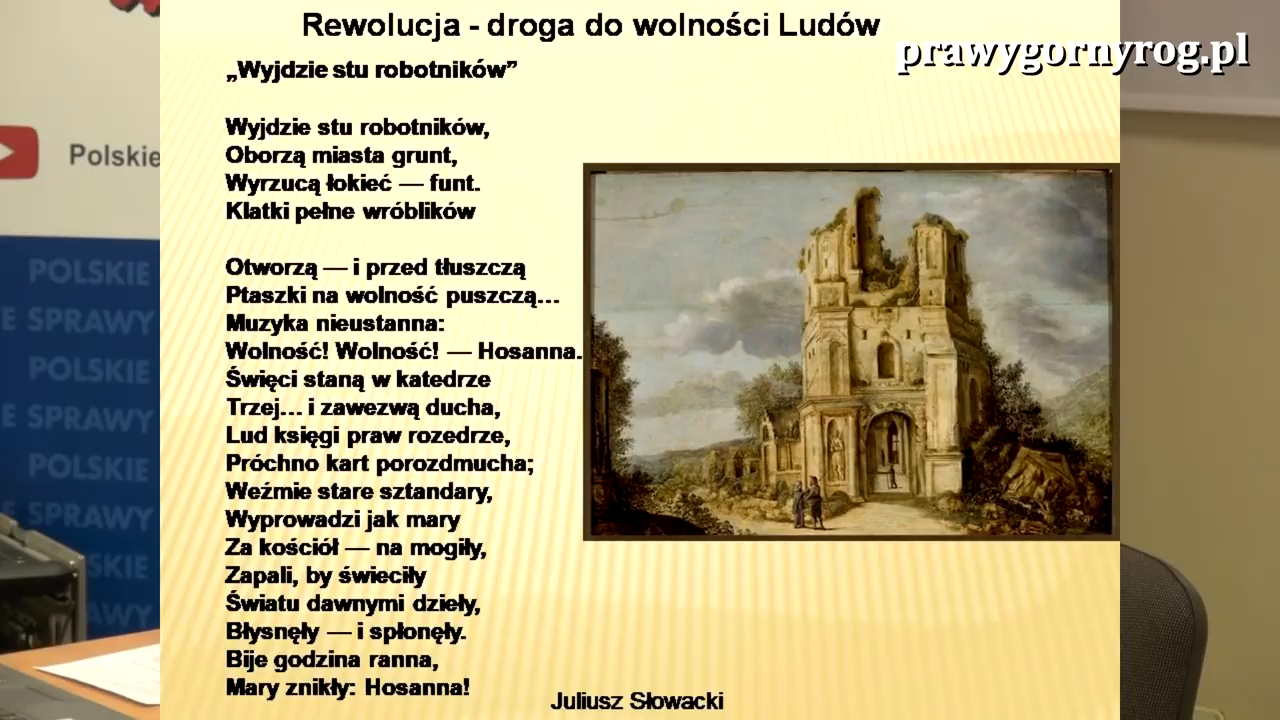 Rewolucja - droga do wolności Ludów
prawygornyrog.pl
„Wyjdzie stu robotników”
Wyjdzie stu robotników,
Oborzą miasta grunt,
Wyrzucą łokieć — funt.
Klatki pełne wróblików
Otworzą — i przed tłuszczą
Ptaszki na wolność puszczą...
Muzyka nieustanna:
Wolność! Wolność! — Hosanna.
Święci staną w katedrze
Trzej... i zawezwą ducha,
Lud księgi praw rozedrze,
Próchno kart porozdmucha;
Weźmie stare sztandary,
Wyprowadzi jak mary
Za kościół — na mogiły,
Zapali, by świeciły
Światu dawnymi dzieły,
Błysnęły — i spłonęły.
Bije godzina ranna,
Mary znikły: Hosanna!
Juliusz Słowacki
Polskie
POLSKIE
E SPRAWY
POLSKIE
E SPRAWY
POLSKIE
SPRAWY
SKIE
AWY